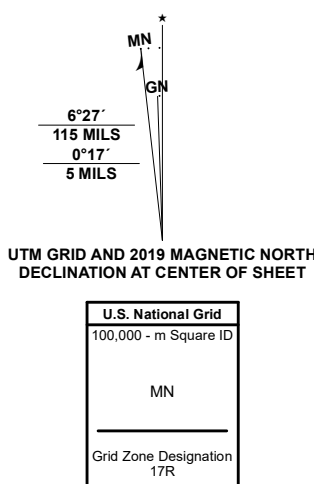 ★
MN
GN
6°27´
115 MILS
0°17´
5 MILS
UTM GRID AND 2019 MAGNETIC NORTH
DECLINATION AT CENTER OF SHEET
U.S. National Grid
100,000 - m Square ID
MN
Grid Zone Designation
17R